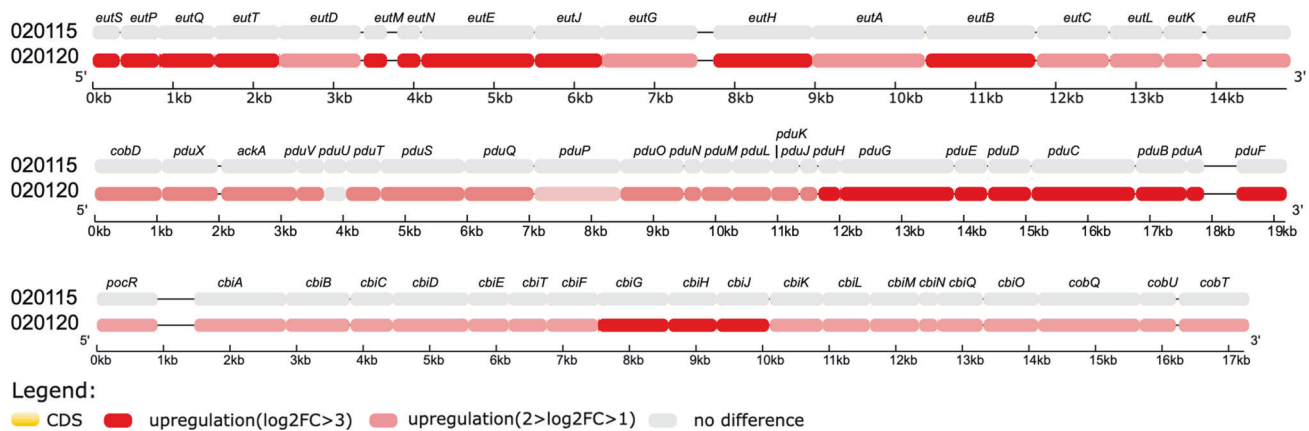 eutS eutP eutQ eutT eutD eutM eutN eutE eutJ eutG eutH eutA eutB eutC eutL eutK eutR
020115
020120
5' 3'
0kb 1kb 2kb 3kb 4kb 5kb 6kb 7kb 8kb 9kb 10kb 11kb 12kb 13kb 14kb
pduK
cobD pduX ackA pduV pduU pduT pduS pduQ pduP pduO pduN pduM pduL pduJ pduH pduG pduE pduD pduC pduB pduA pduF
020115
020120
5' 3'
0kb 1kb 2kb 3kb 4kb 5kb 6kb 7kb 8kb 9kb 10kb 11kb 12kb 13kb 14kb 15kb 16kb 17kb 18kb 19kb
pocR cbiA cbiB cbiC cbiD cbiE cbiT cbiF cbiG cbiH cbiJ cbiK cbiL cbiM cbiN cbiQ cbiO cobQ cobU cobT
020115
020120
5' 3'
0kb 1kb 2kb 3kb 4kb 5kb 6kb 7kb 8kb 9kb 10kb 11kb 12kb 13kb 14kb 15kb 16kb 17kb
Legend:
CDS upregulation(log2FC>3) upregulation(2>log2FC>1) no difference